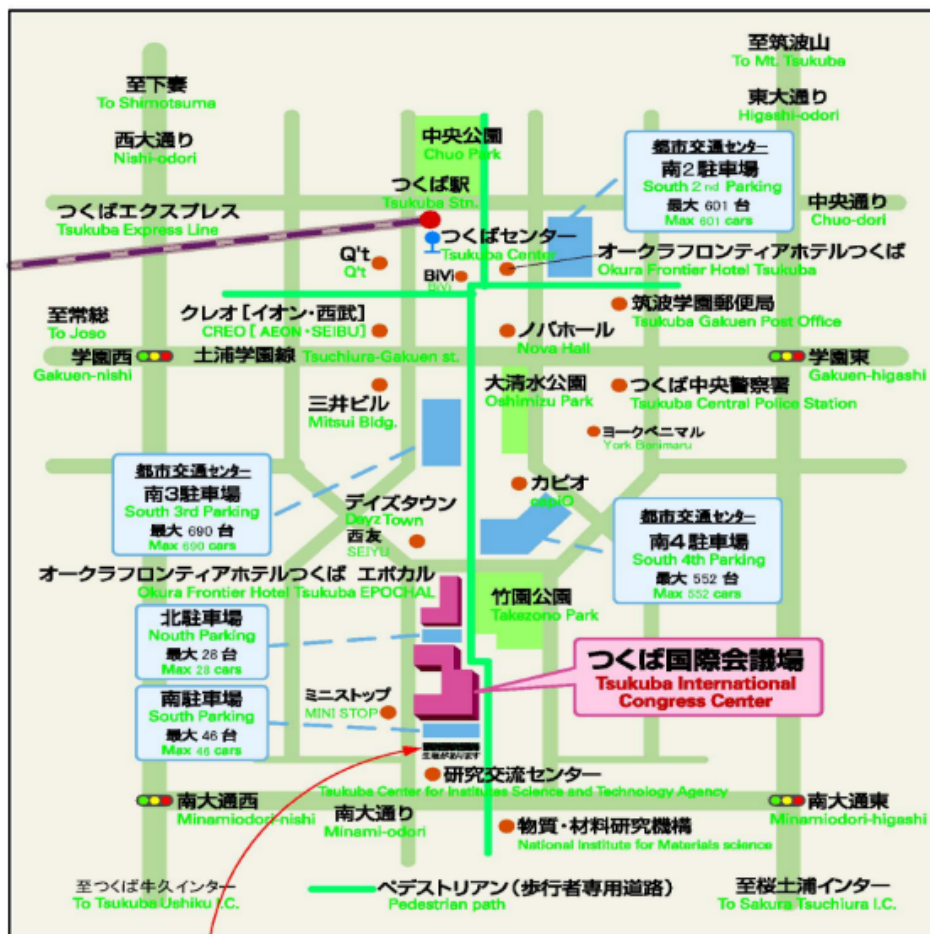 至筑波山
To Mt. Tsukuba
至下妻
To Shimotsuma
東大通り
Higashi-odori
西大通り
Nishi-odori
中央公園
Chuo Park
都市交通センター
南2駐車場
South 2nd Parking
最大 601 台
Max 601 cars
つくば駅
Tsukuba Stn.
中央通り
Chuo-dori
つくばエクスプレス
Tsukuba Express Line
つくばセンター
Tsukuba Center
Q't
Q't
BiVi
BiVi
オークラフロンティアホテルつくば
Okura Frontier Hotel Tsukuba
至常総
To Joso
クレオ[イオン・西武]
CREO [ AEON・SEIBU]
ノバホール
Nova Hall
筑波学園郵便局
Tsukuba Gakuen Post Office
学園西
Gakuen-nishi
土浦学園線 Tsuchiura-Gakuen st.
学園東
Gakuen-higashi
三井ビル
Mitsui Bldg.
大清水公園
Oshimizu Park
つくば中央警察署
Tsukuba Central Police Station
ヨークベニマル
York Benimaru
都市交通センター
南3駐車場
South 3rd Parking
最大 690 台
Max 690 cars
デイズタウン
Dayz Town
西友
SEIYU
カピオ
capiO
都市交通センター
南4駐車場
South 4th Parking
最大 552 台
Max 552 cars
オークラフロンティアホテルつくば エポカル
Okura Frontier Hotel Tsukuba EPOCHAL
竹園公園
Takezono Park
北駐車場
Nouth Parking
最大 28 台
Max 28 cars
つくば国際会議場
Tsukuba International
Congress Center
南駐車場
South Parking
最大 46 台
Max 46 cars
ミニストップ
MINI STOP
研究交流センター
Tsukuba Center for Institutes Science and Technology Agency
南大通西
Minamiodori-nishi
南大通り
Minami-odori
南大通東
Minamiodori-higashi
物質・材料研究機構
National Institute for Materials science
至つくば牛久インター
To Tsukuba Ushiku I.C.
ペデストリアン(歩行者専用道路)
Pedestrian path
至桜土浦インター
To Sakura Tsuchiura I.C.